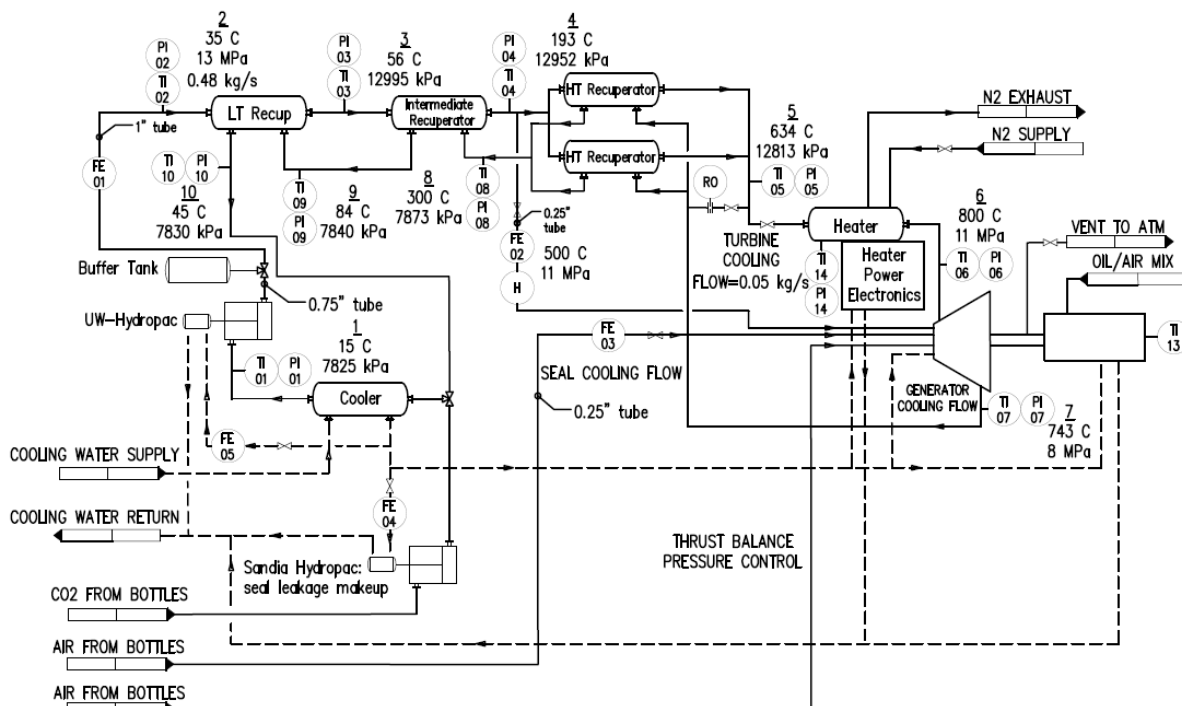 2
35 C
13 MPa
0.48 kg/s
PI
02
TI
02
3
56 C
12995 kPa
PI
03
TI
03
4
193 C
12952 kPa
PI
04
TI
04
LT Recup
Intermediate
Recuperator
HT Recuperator
HT Recuperator
1" tube
FE
01
TI
10
PI
10
10
45 C
7830 kPa
TI
09
PI
09
9
84 C
7840 kPa
8
300 C
7873 kPa
TI
08
PI
08
0.25"
tube
FE
02
500 C
11 MPa
H
5
634 C
12813 kPa
TI
05
PI
05
RO
N2 EXHAUST
N2 SUPPLY
Heater
TURBINE
COOLING
FLOW=0.05 kg/s
TI
14
PI
14
Heater
Power
Electronics
6
800 C
11 MPa
TI
06
PI
06
VENT TO ATM
OIL/AIR MIX
TI
13
Buffer Tank
0.75" tube
UW-Hydropac
1
15 C
7825 kPa
TI
01
PI
01
Cooler
FE
03
SEAL COOLING FLOW
0.25" tube
GENERATOR
COOLING FLOW
TI
07
PI
07
7
743 C
8 MPa
FE
05
COOLING WATER SUPPLY
FE
04
COOLING WATER RETURN
Sandia Hydropac:
seal leakage makeup
THRUST BALANCE
PRESSURE CONTROL
CO2 FROM BOTTLES
AIR FROM BOTTLES
AIR FROM BOTTLES